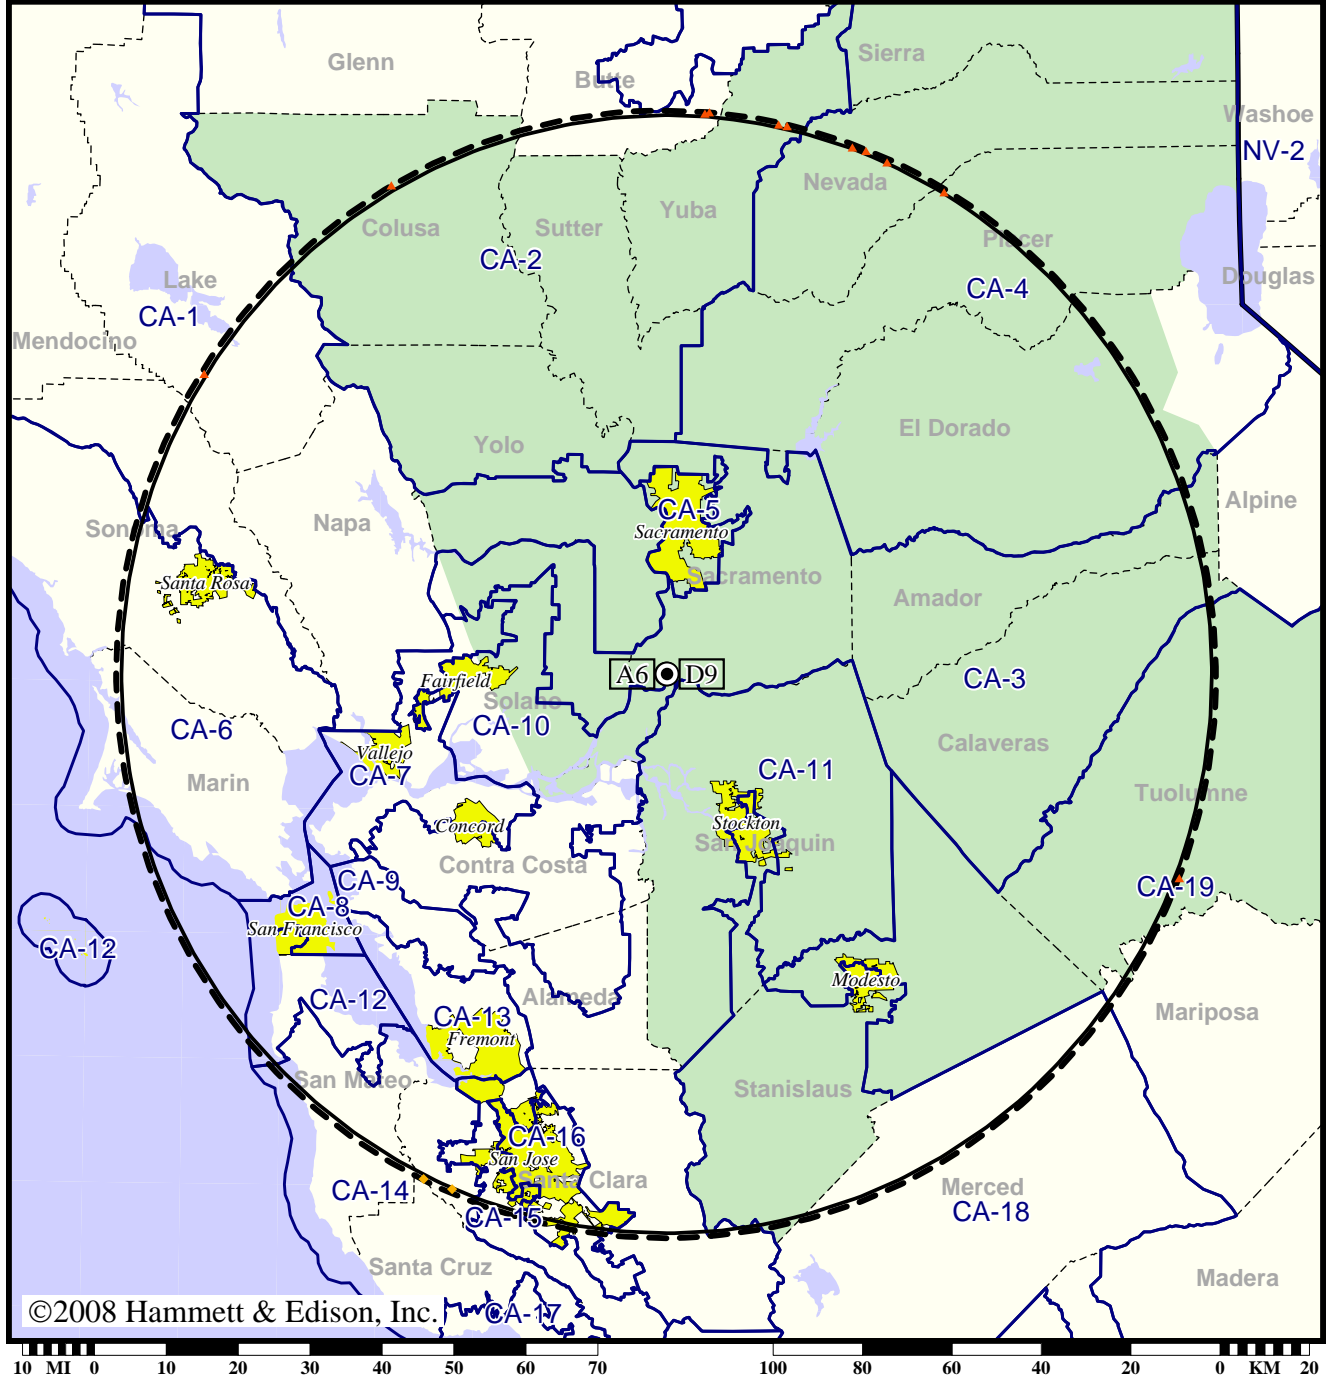 Glenn
Butte
Sierra
Washoe
NV-2
Nevada
Yuba
Colusa
Sutter
Placer
CA-2
CA-4
Lake
Douglas
CA-1
Mendocino
El Dorado
Yolo
Alpine
CA-5
Sacramento
Sonoma
Napa
Santa Rosa
Sacramento
Amador
A6
D9
CA-3
Fairfield
Solano
CA-10
CA-6
Calaveras
Vallejo
CA-7
CA-11
Marin
Tuolumne
Concord
Stockton
San Joaquin
Contra Costa
CA-9
CA-19
CA-8
San Francisco
CA-12
Modesto
CA-12
Alameda
Mariposa
CA-13
Fremont
San Mateo
Stanislaus
CA-16
San Jose
Santa Clara
CA-14
Merced
CA-15
CA-18
Santa Cruz
Madera
©2008 Hammett & Edison, Inc.
CA-17
10 MI 0 10 20 30 40 50 60 70 100 80 60 40 20 0 KM 20